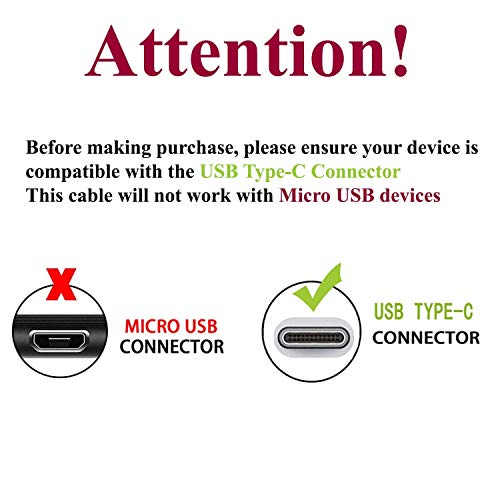 Attention!
Before making purchase, please ensure your device is
compatible with the USB Type-C Connector
This cable will not work with Micro USB devices
X
MICRO USB
CONNECTOR
USB TYPE-C
CONNECTOR